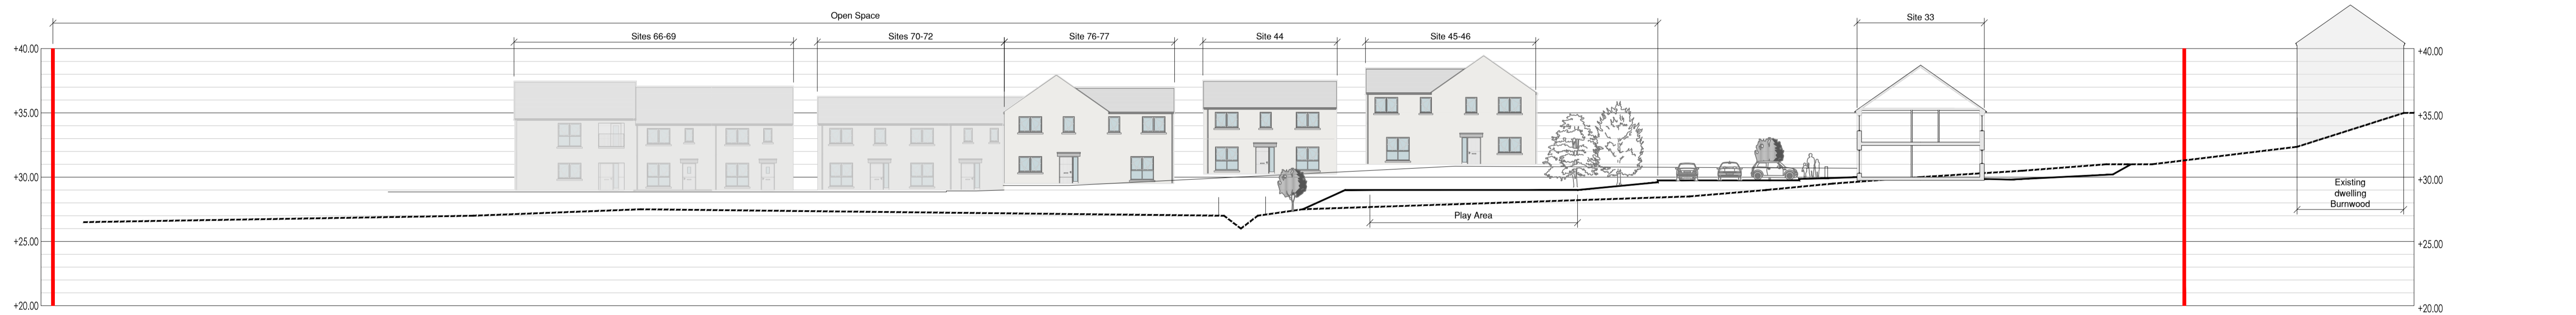 Open Space
Site 33
Sites 66-69
Sites 70-72
Site 76-77
Site 44
Site 45-46
+40.00
+40.00
+35.00
+35.00
+30.00
+30.00
Existing
dwelling
Burnwood
Play Area
+25.00
+25.00
+20.00
+20.00